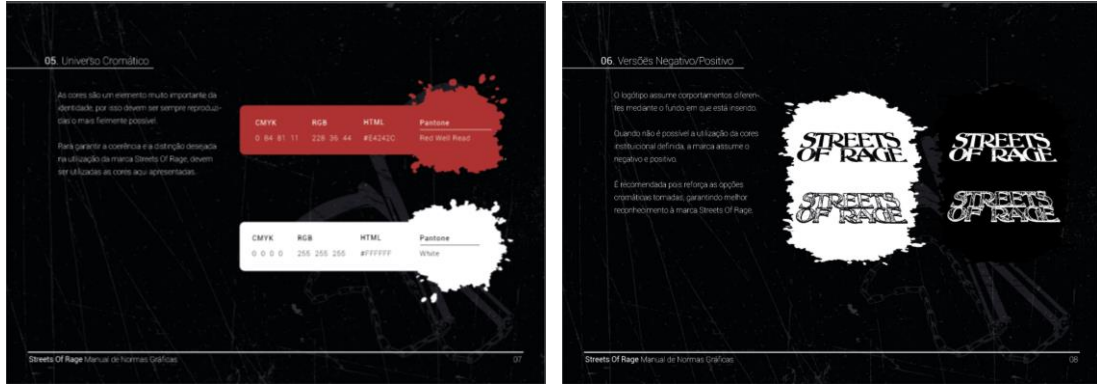 05. Universo Cromático
As cores são um elemento muito importante da
identidade, por isso devem ser sempre reproduzi-
das o mais fielmente possível.
Para garantir a coerência e a distinção desejada
na utilização da marca Streets Of Rage, devem
ser utilizadas as cores aqui apresentadas.
CMYK RGB HTML Pantone
0 84 81 11 228 36 44 #E4242C Red Well Read
CMYK RGB HTML Pantone
0 0 0 0 255 255 255 #FFFFFF White
Streets Of Rage Manual de Normas Gráficas 07
06. Versões Negativo/Positivo
O logótipo assume comportamentos diferen-
tes mediante o fundo em que está inserido.
Quando não é possível a utilização da cores
institucional definida, a marca assume o
negativo e positivo.
É recomendada pois reforça as opções
cromáticas tomadas, garantindo melhor
reconhecimento à marca Streets Of Rage.
STREETS
OF RAGE
STREETS
OF RAGE
STREETS
OF RAGE
STREETS
OF RAGE
Streets Of Rage Manual de Normas Gráficas 08